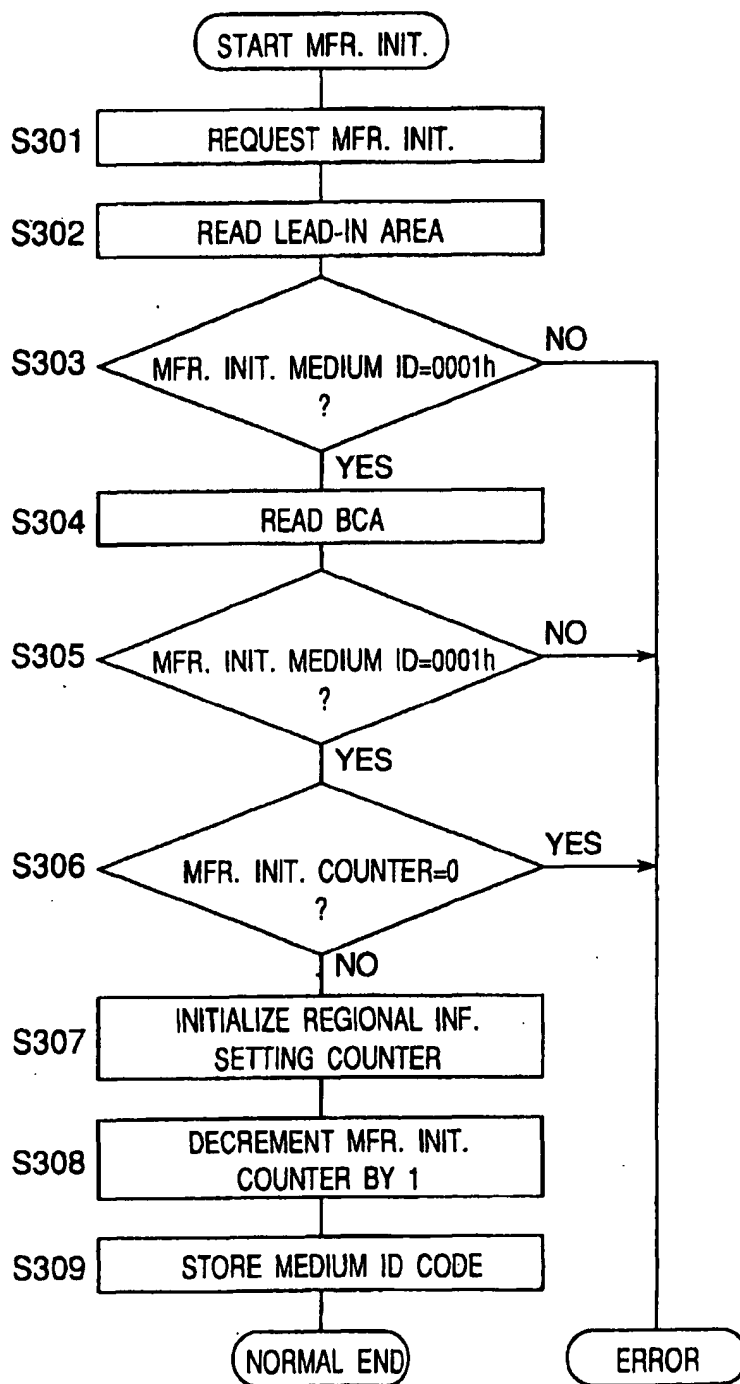 START MFR. INIT.
S301
REQUEST MFR. INIT.
S302
READ LEAD-IN AREA
S303
MFR. INIT. MEDIUM ID=0001h
?
NO
YES
S304
READ BCA
S305
MFR. INIT. MEDIUM ID=0001h
?
NO
YES
S306
MFR. INIT. COUNTER=0
?
YES
NO
S307
INITIALIZE REGIONAL INF.
SETTING COUNTER
S308
DECREMENT MFR. INIT.
COUNTER BY 1
S309
STORE MEDIUM ID CODE
NORMAL END
ERROR